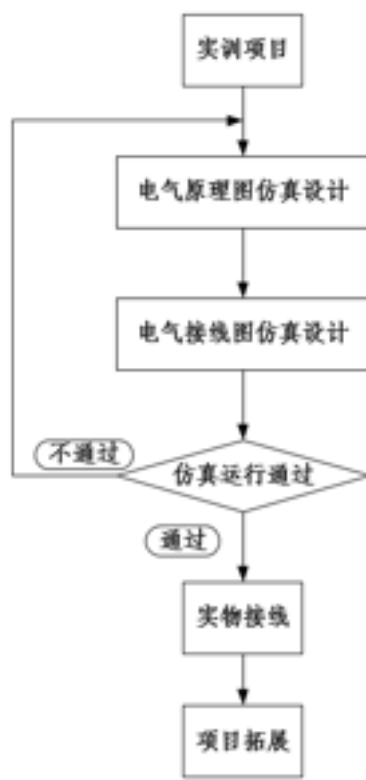 实训项目
电气原理图仿真设计
电气接线图仿真设计
不通过
仿真运行通过
通过
实物接线
项目拓展